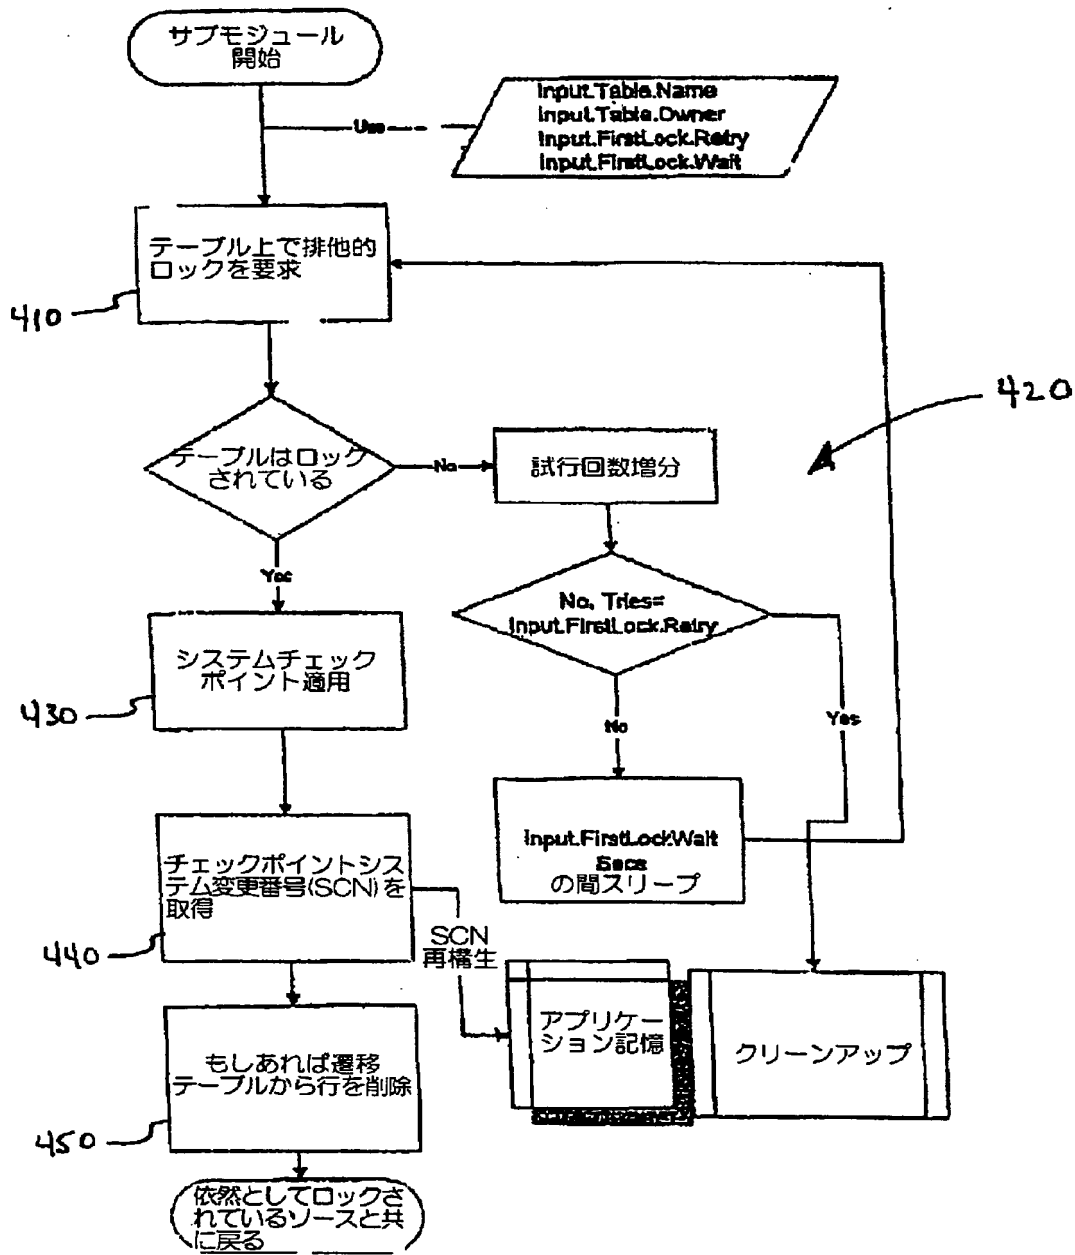 サブモジュール
開始
Use
Input.Table.Name
Input.Table.Owner
Input.FirstLock.Retry
Input.FirstLock.Wait
テーブル上で排他的
ロックを要求
410
420
テーブルはロック
されている
No
試行回数増分
Yes
No. Tries=
Input.FirstLock.Retry
システムチェック
ポイント適用
430
No
Yes
Input.FirstLock.Wait
Secs
の間スリープ
チェックポイントシス
テム変更番号(SCN)を
取得
440
SCN
再構生
アプリケー
ション記憶
クリーンアップ
もしあれば遷移
テーブルから行を削除
450
依然としてロックさ
れているソースと共
に戻る